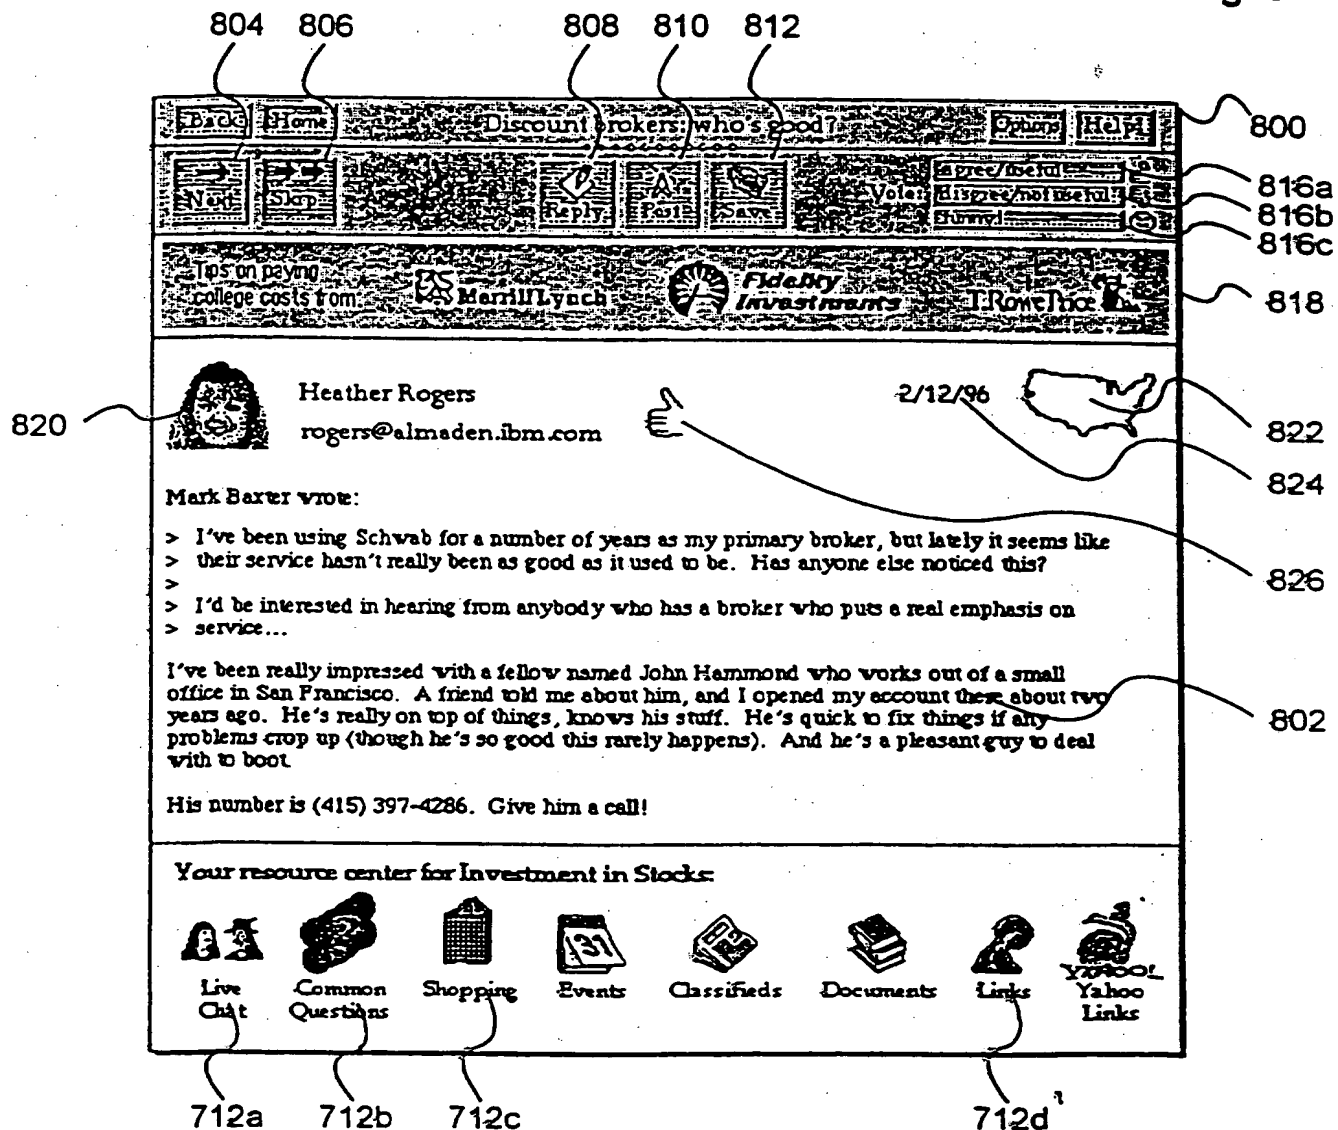 804 806 808 810 812
Back Home Discount brokers: who's good? Options Help! 800
Next Skip Reply Post Save Vote:
agree/useful 816a
disgree/not useful 816b
funny! 816c
Tips on paying
college costs from Merrill Lynch Fidelity Investments T.Rowe Price 818
820 Heather Rogers 2/12/96 822
rogers@almaden.ibm.com 824
Mark Baxter wrote:
> I've been using Schwab for a number of years as my primary broker, but lately it seems like
> their service hasn't really been as good as it used to be. Has anyone else noticed this?
> 826
> I'd be interested in hearing from anybody who has a broker who puts a real emphasis on
> service...
I've been really impressed with a fellow named John Hammond who works out of a small
office in San Francisco. A friend told me about him, and I opened my account there about two
years ago. He's really on top of things, knows his stuff. He's quick to fix things if any 802
problems crop up (though he's so good this rarely happens). And he's a pleasant guy to deal
with to boot.
His number is (415) 397-4286. Give him a call!
Your resource center for Investment in Stocks:
31 YAHOO!
Live Chat Common Questions Shopping Events Classifieds Documents Links Yahoo Links
712a 712b 712c 712d